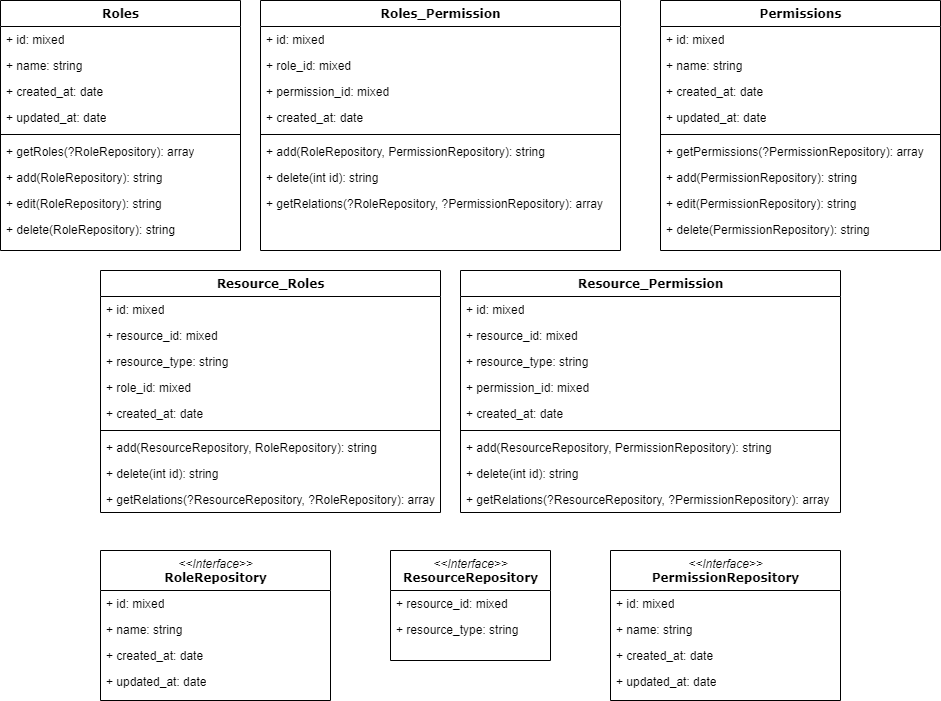 Roles
+ id: mixed
+ name: string
+ created_at: date
+ updated_at: date
+ getRoles(?RoleRepository): array
+ add(RoleRepository): string
+ edit(RoleRepository): string
+ delete(RoleRepository): string
Roles_Permission
+ id: mixed
+ role_id: mixed
+ permission_id: mixed
+ created_at: date
+ add(RoleRepository, PermissionRepository): string
+ delete(int id): string
+ getRelations(?RoleRepository, ?PermissionRepository): array
Permissions
+ id: mixed
+ name: string
+ created_at: date
+ updated_at: date
+ getPermissions(?PermissionRepository): array
+ add(PermissionRepository): string
+ edit(PermissionRepository): string
+ delete(PermissionRepository): string
Resource_Roles
+ id: mixed
+ resource_id: mixed
+ resource_type: string
+ role_id: mixed
+ created_at: date
+ add(ResourceRepository, RoleRepository): string
+ delete(int id): string
+ getRelations(?ResourceRepository, ?RoleRepository): array
Resource_Permission
+ id: mixed
+ resource_id: mixed
+ resource_type: string
+ permission_id: mixed
+ created_at: date
+ add(ResourceRepository, PermissionRepository): string
+ delete(int id): string
+ getRelations(?ResourceRepository, ?PermissionRepository): array
<<Interface>>
RoleRepository
+ id: mixed
+ name: string
+ created_at: date
+ updated_at: date
<<Interface>>
ResourceRepository
+ resource_id: mixed
+ resource_type: string
<<Interface>>
PermissionRepository
+ id: mixed
+ name: string
+ created_at: date
+ updated_at: date